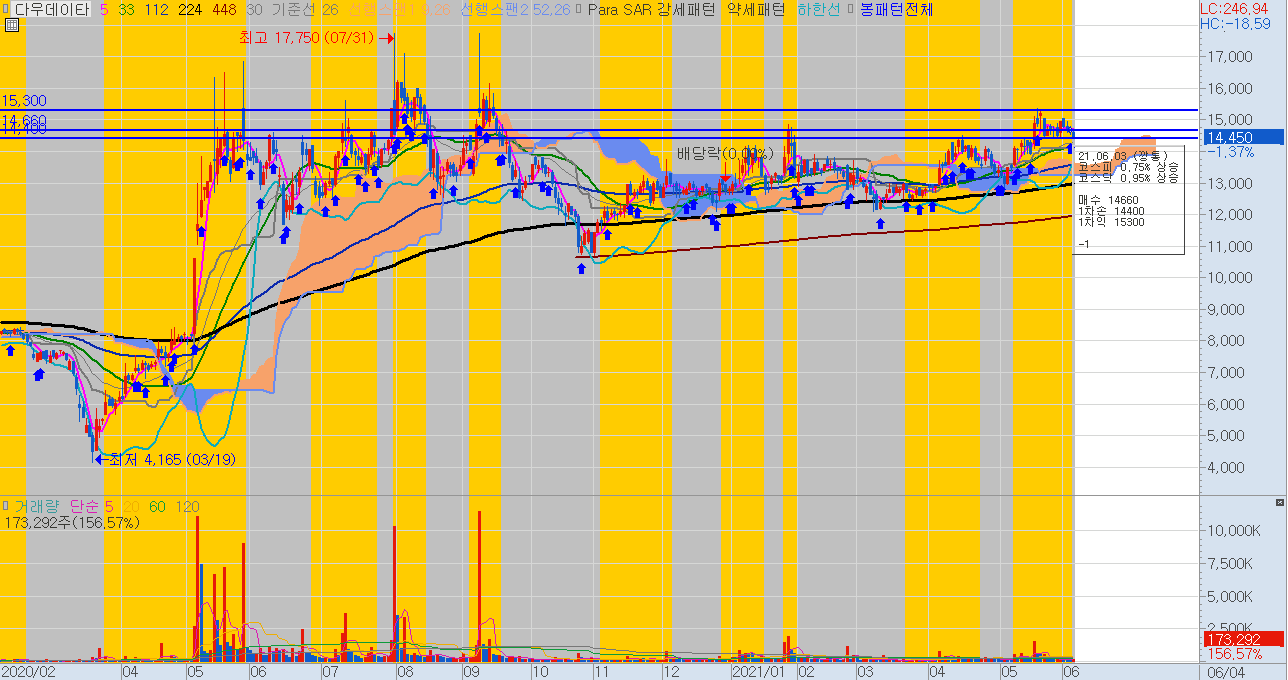 다우데이타 5 33 112 224 448 30 기준선 26 선행스팬1 9,26 선행스팬2 52,26 Para SAR 강세패턴 약세패턴 하한선 봉패턴전체
LC:246,94
HC:-18,59
최고 17,750 (07/31)
17,000
16,000
15,300
15,000
14,660
14,400
14,450
-1,37%
배당락(0,00%)
21,06,03 (광통)
코스피 0,75% 상승
코스닥 0,95% 상승
매수 14660
1차손 14400
1차익 15300
-1
13,000
12,000
11,000
10,000
9,000
8,000
7,000
6,000
5,000
4,000
최저 4,165 (03/19)
거래량 단순 5 20 60 120
173,292주(156,57%)
10,000K
7,500K
5,000K
2,500K
173,292
156,57%
2020/02 04 05 06 07 08 09 10 11 12 2021/01 02 03 04 05 06 06/04